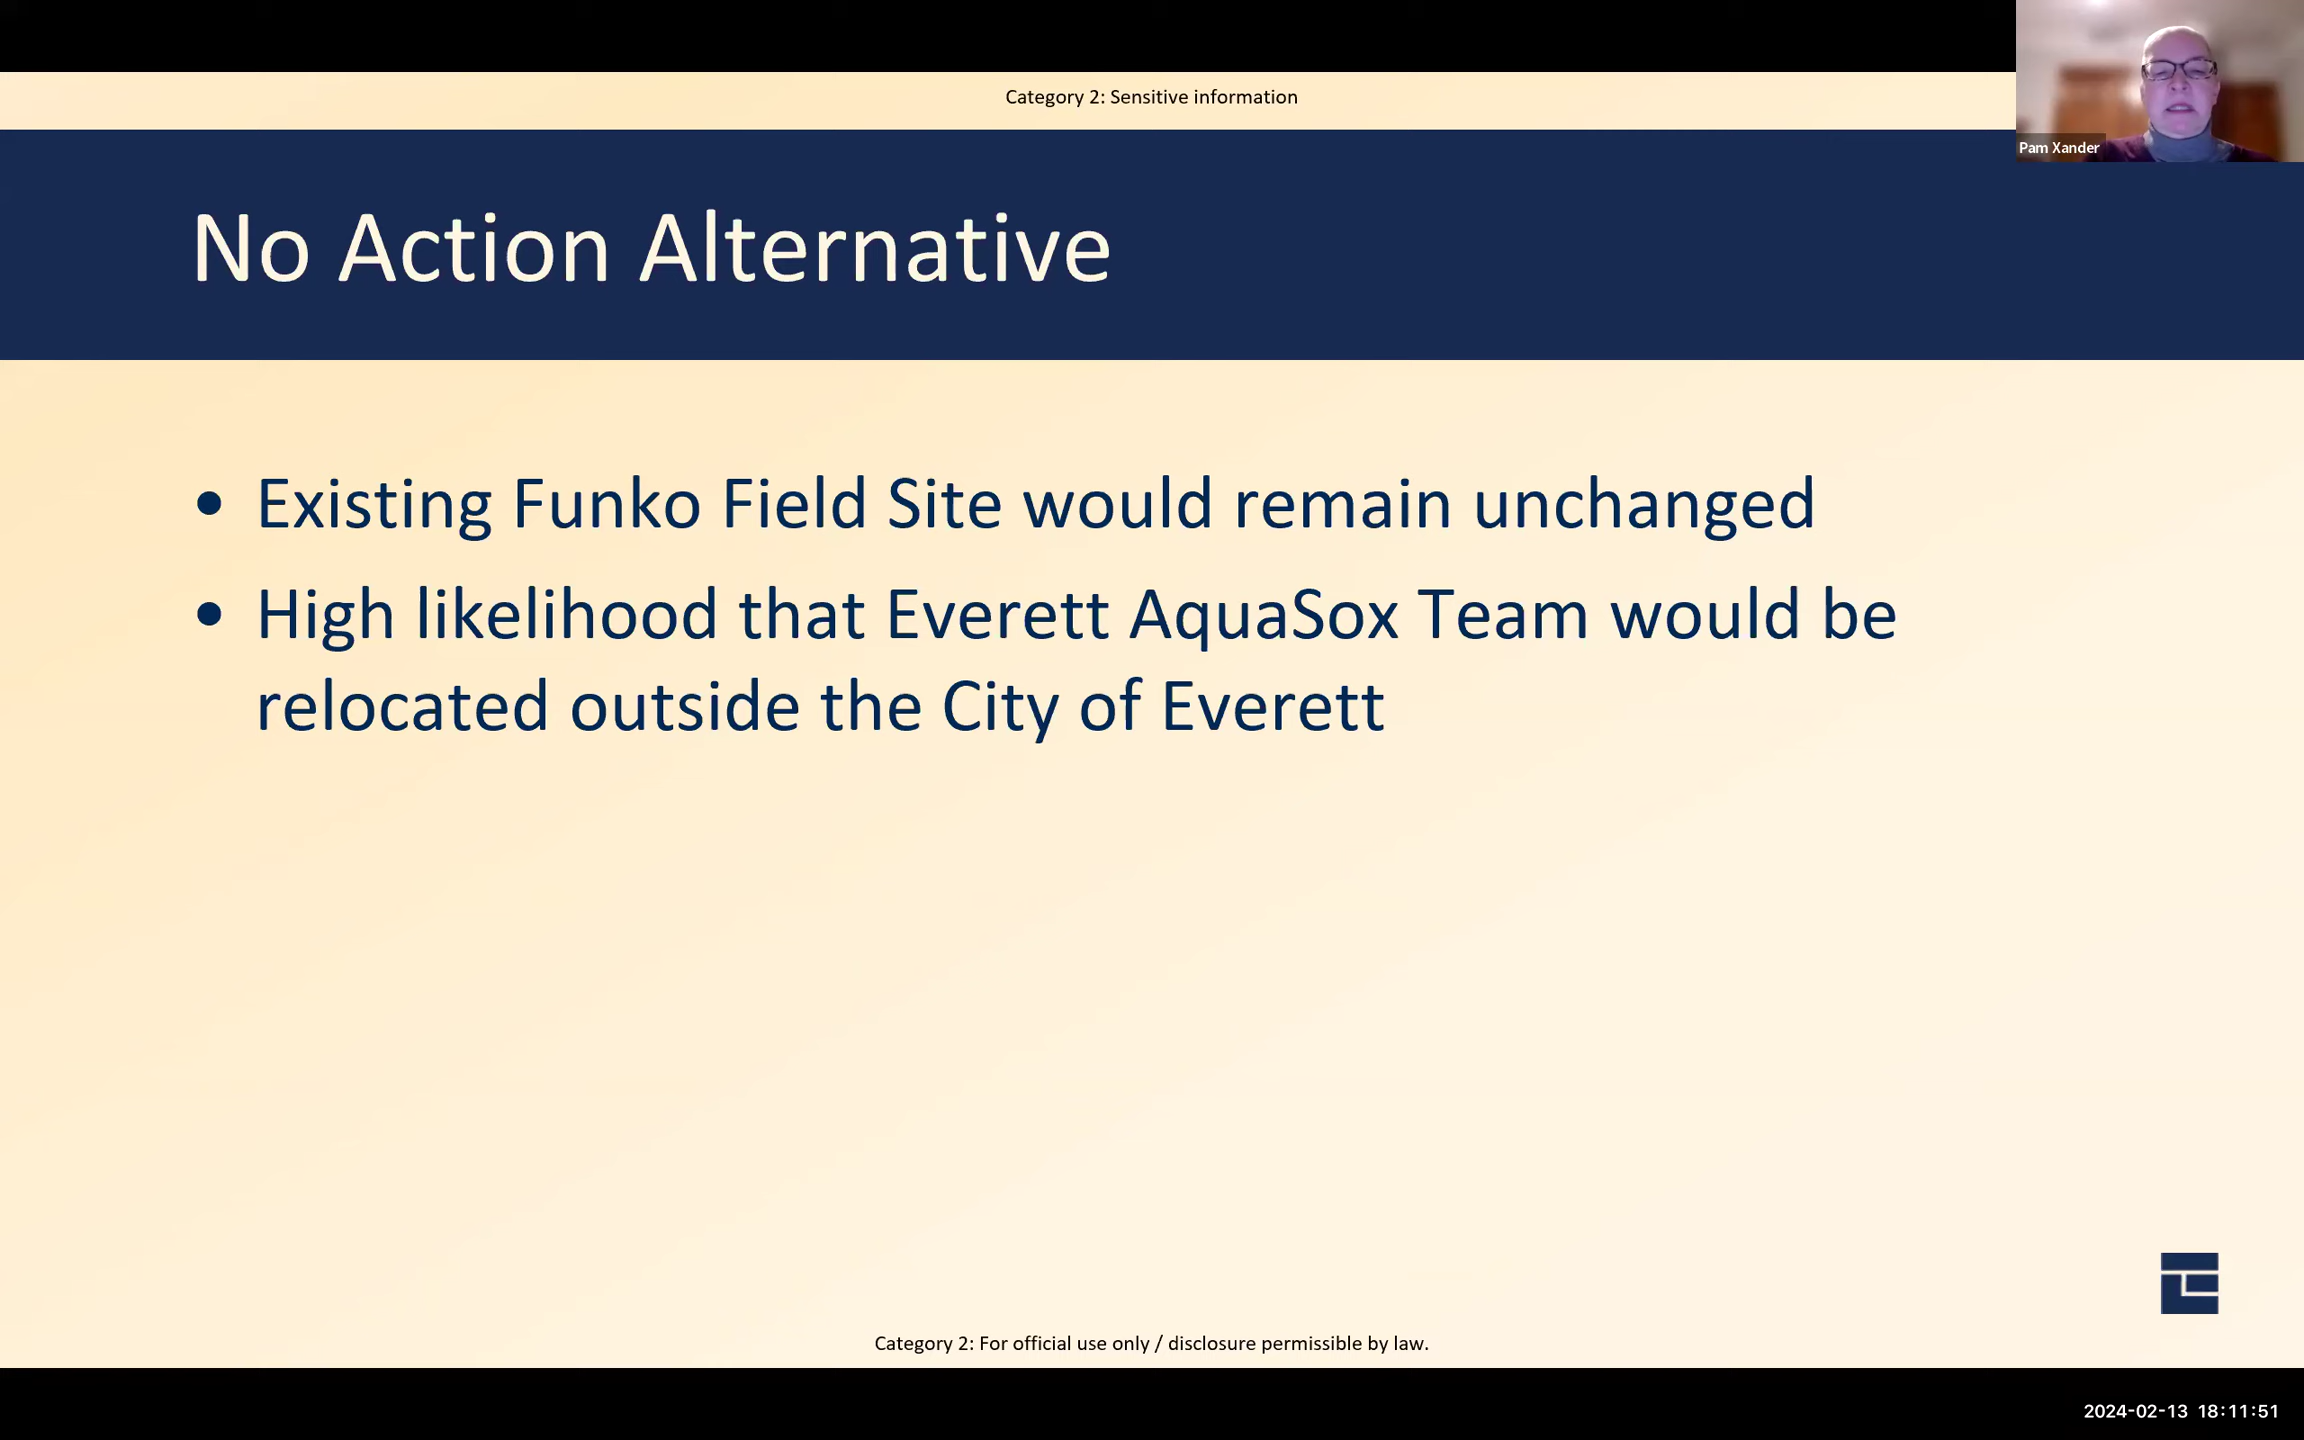 Category 2: Sensitive information
Pam Xander
No Action Alternative
• Existing Funko Field Site would remain unchanged
• High likelihood that Everett AquaSox Team would be
relocated outside the City of Everett
Category 2: For official use only / disclosure permissible by law.
2024-02-13 18:11:51